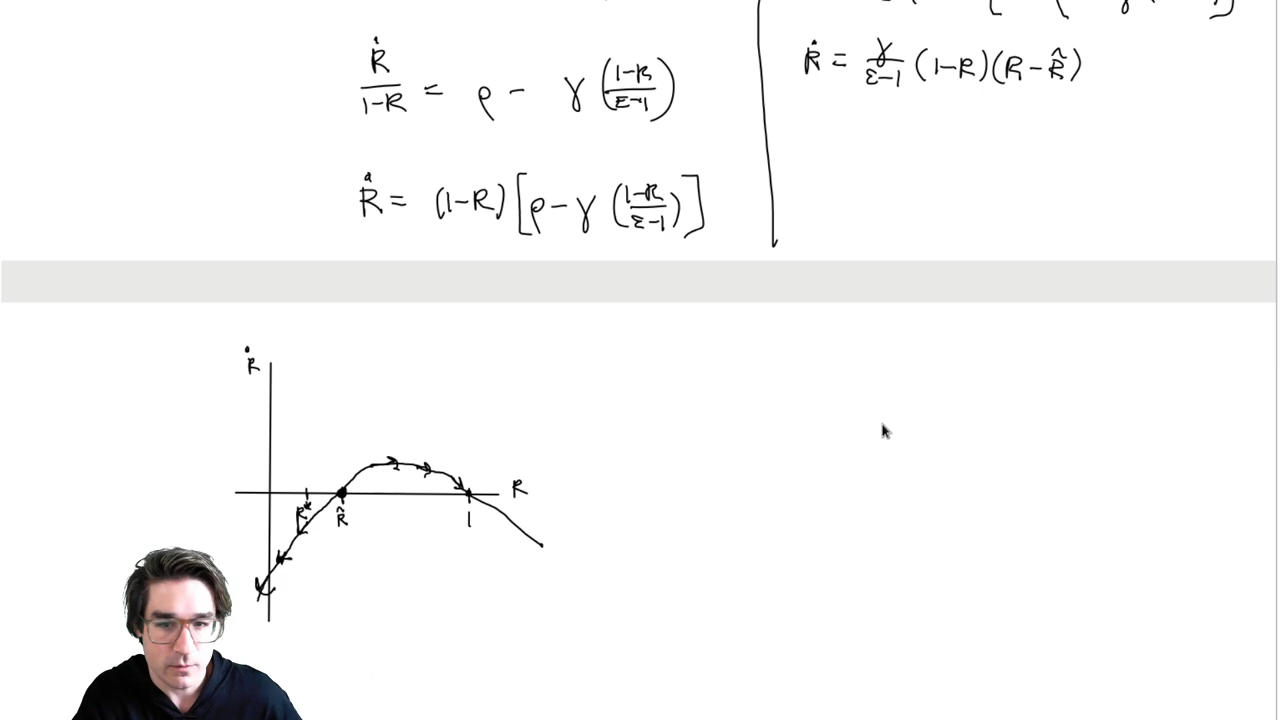 Ṙ/(1-R) = ρ - γ((1-R)/(ε-1))
Ṙ = (1-R)[ρ-γ((1-R)/(ε-1))]
Ṙ = γ/(ε-1) (1-R)(R-R̂)
Ṙ
R
R* R̂ 1